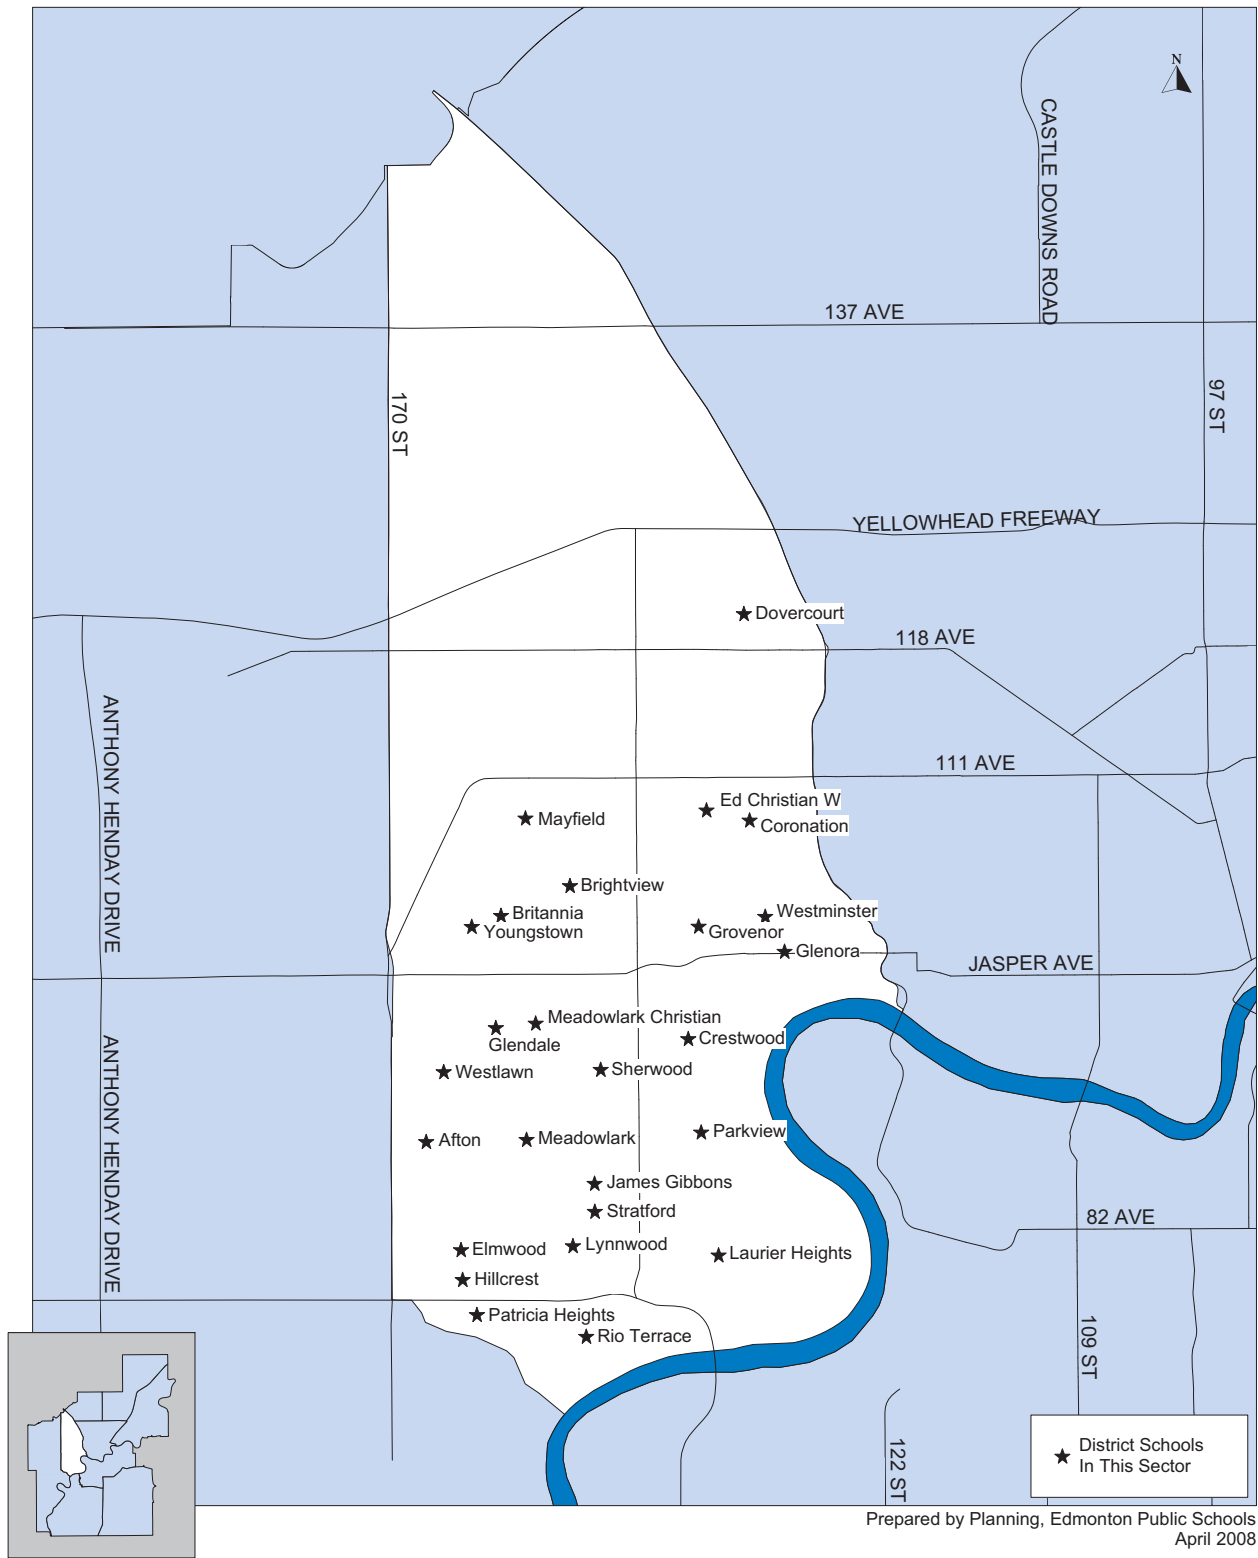 N
CASTLE DOWNS ROAD
137 AVE
170 ST
97 ST
YELLOWHEAD FREEWAY
Dovercourt
118 AVE
ANTHONY HENDAY DRIVE
111 AVE
Ed Christian W
Mayfield
Coronation
Brightview
Britannia
Westminster
Youngstown
Grovenor
Glenora
JASPER AVE
Meadowlark Christian
Glendale
Crestwood
Westlawn
Sherwood
ANTHONY HENDAY DRIVE
Afton
Meadowlark
Parkview
James Gibbons
Stratford
82 AVE
Elmwood
Lynnwood
Laurier Heights
Hillcrest
Patricia Heights
Rio Terrace
109 ST
122 ST
District Schools
In This Sector
Prepared by Planning, Edmonton Public Schools
April 2008